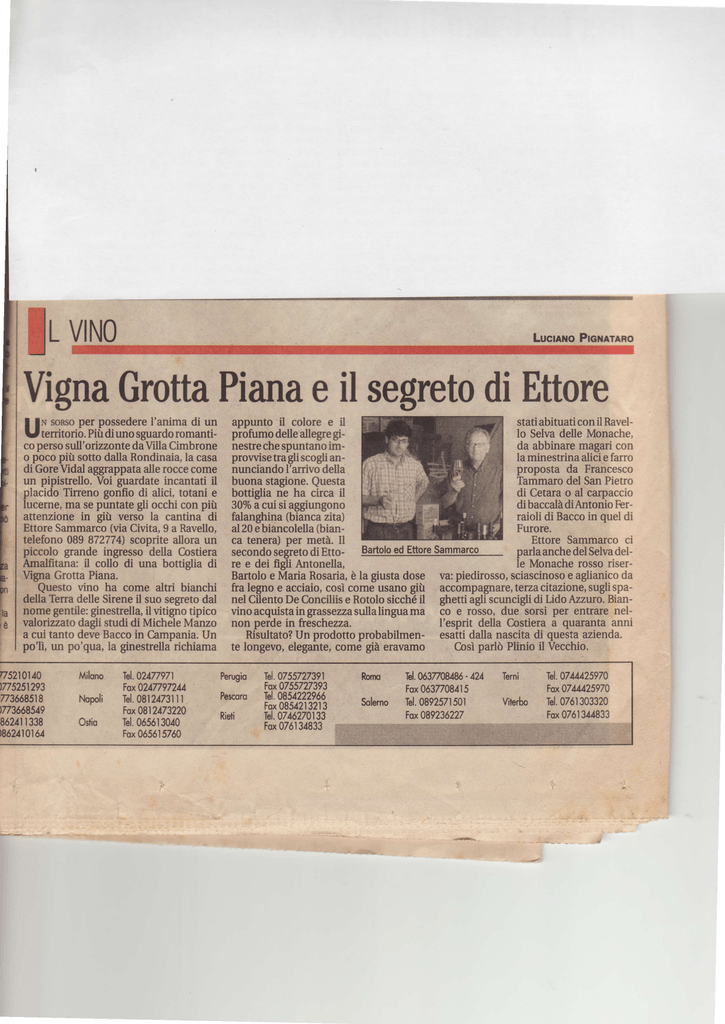 IL VINO
LUCIANO PIGNATARO
Vigna Grotta Piana e il segreto di Ettore
UN SORSO per possedere l'anima di un
territorio. Più di uno sguardo romanti-
co perso sull'orizzonte da Villa Cimbrone
o poco più sotto dalla Rondinaia, la casa
di Gore Vidal aggrappata alle rocce come
un pipistrello. Voi guardate incantati il
placido Tirreno gonfio di alici, totani e
lucerne, ma se puntate gli occhi con più
attenzione in giù verso la cantina di
Ettore Sammarco (via Civita, 9 a Ravello,
telefono 089 872774) scoprite allora un
piccolo grande ingresso della Costiera
Amalfitana: il collo di una bottiglia di
Vigna Grotta Piana.
Questo vino ha come altri bianchi
della Terra delle Sirene il suo segreto dal
nome gentile: ginestrella, il vitigno tipico
valorizzato dagli studi di Michele Manzo
a cui tanto deve Bacco in Campania. Un
po'lì, un po'qua, la ginestrella richiama
appunto il colore e il
profumo delle allegre gi-
nestre che spuntano im-
provvise tra gli scogli an-
nunciando l'arrivo della
buona stagione. Questa
bottiglia ne ha circa il
30% a cui si aggiungono
falanghina (bianca zita)
al 20 e biancolella (bian-
ca tenera) per metà. Il
secondo segreto di Etto-
re e dei figli Antonella,
Bartolo e Maria Rosaria, è la giusta dose
fra legno e acciaio, così come usano giù
nel Cilento De Conciliis e Rotolo sicché il
vino acquista in grassezza sulla lingua ma
non perde in freschezza.
Risultato? Un prodotto probabilmen-
te longevo, elegante, come già eravamo
Bartolo ed Ettore Sammarco
stati abituati con il Ravel-
lo Selva delle Monache,
da abbinare magari con
la minestrina alici e farro
proposta da Francesco
Tammaro del San Pietro
di Cetara o al carpaccio
di baccalà di Antonio Fer-
raioli di Bacco in quel di
Furore.
Ettore Sammarco ci
parla anche del Selva del-
le Monache rosso riser-
va: piedirosso, sciascinoso e aglianico da
accompagnare, terza citazione, sugli spa-
ghetti agli scuncigli di Lido Azzuro. Bian-
co e rosso, due sorsi per entrare nel-
l'esprit della Costiera a quaranta anni
esatti dalla nascita di questa azienda.
Così parlò Plinio il Vecchio.
775210140
0775251293
773668518
0773668549
862411338
0862410164
Milano Tel. 02477971
Fax 0247797244
Napoli Tel. 0812473111
Fax 0812473220
Ostia Tel. 065613040
Fax 065615760
Perugia Tel. 0755727391
Fax 0755727393
Pescara Tel. 0854222966
Fax 0854213213
Rieti Tel. 0746270133
Fax 076134833
Roma Tel. 0637708486 - 424
Fax 0637708415
Salerno Tel. 0892571501
Fax 089236227
Terni Tel. 0744425970
Fax 0744425970
Viterbo Tel. 0761303320
Fax 0761344833